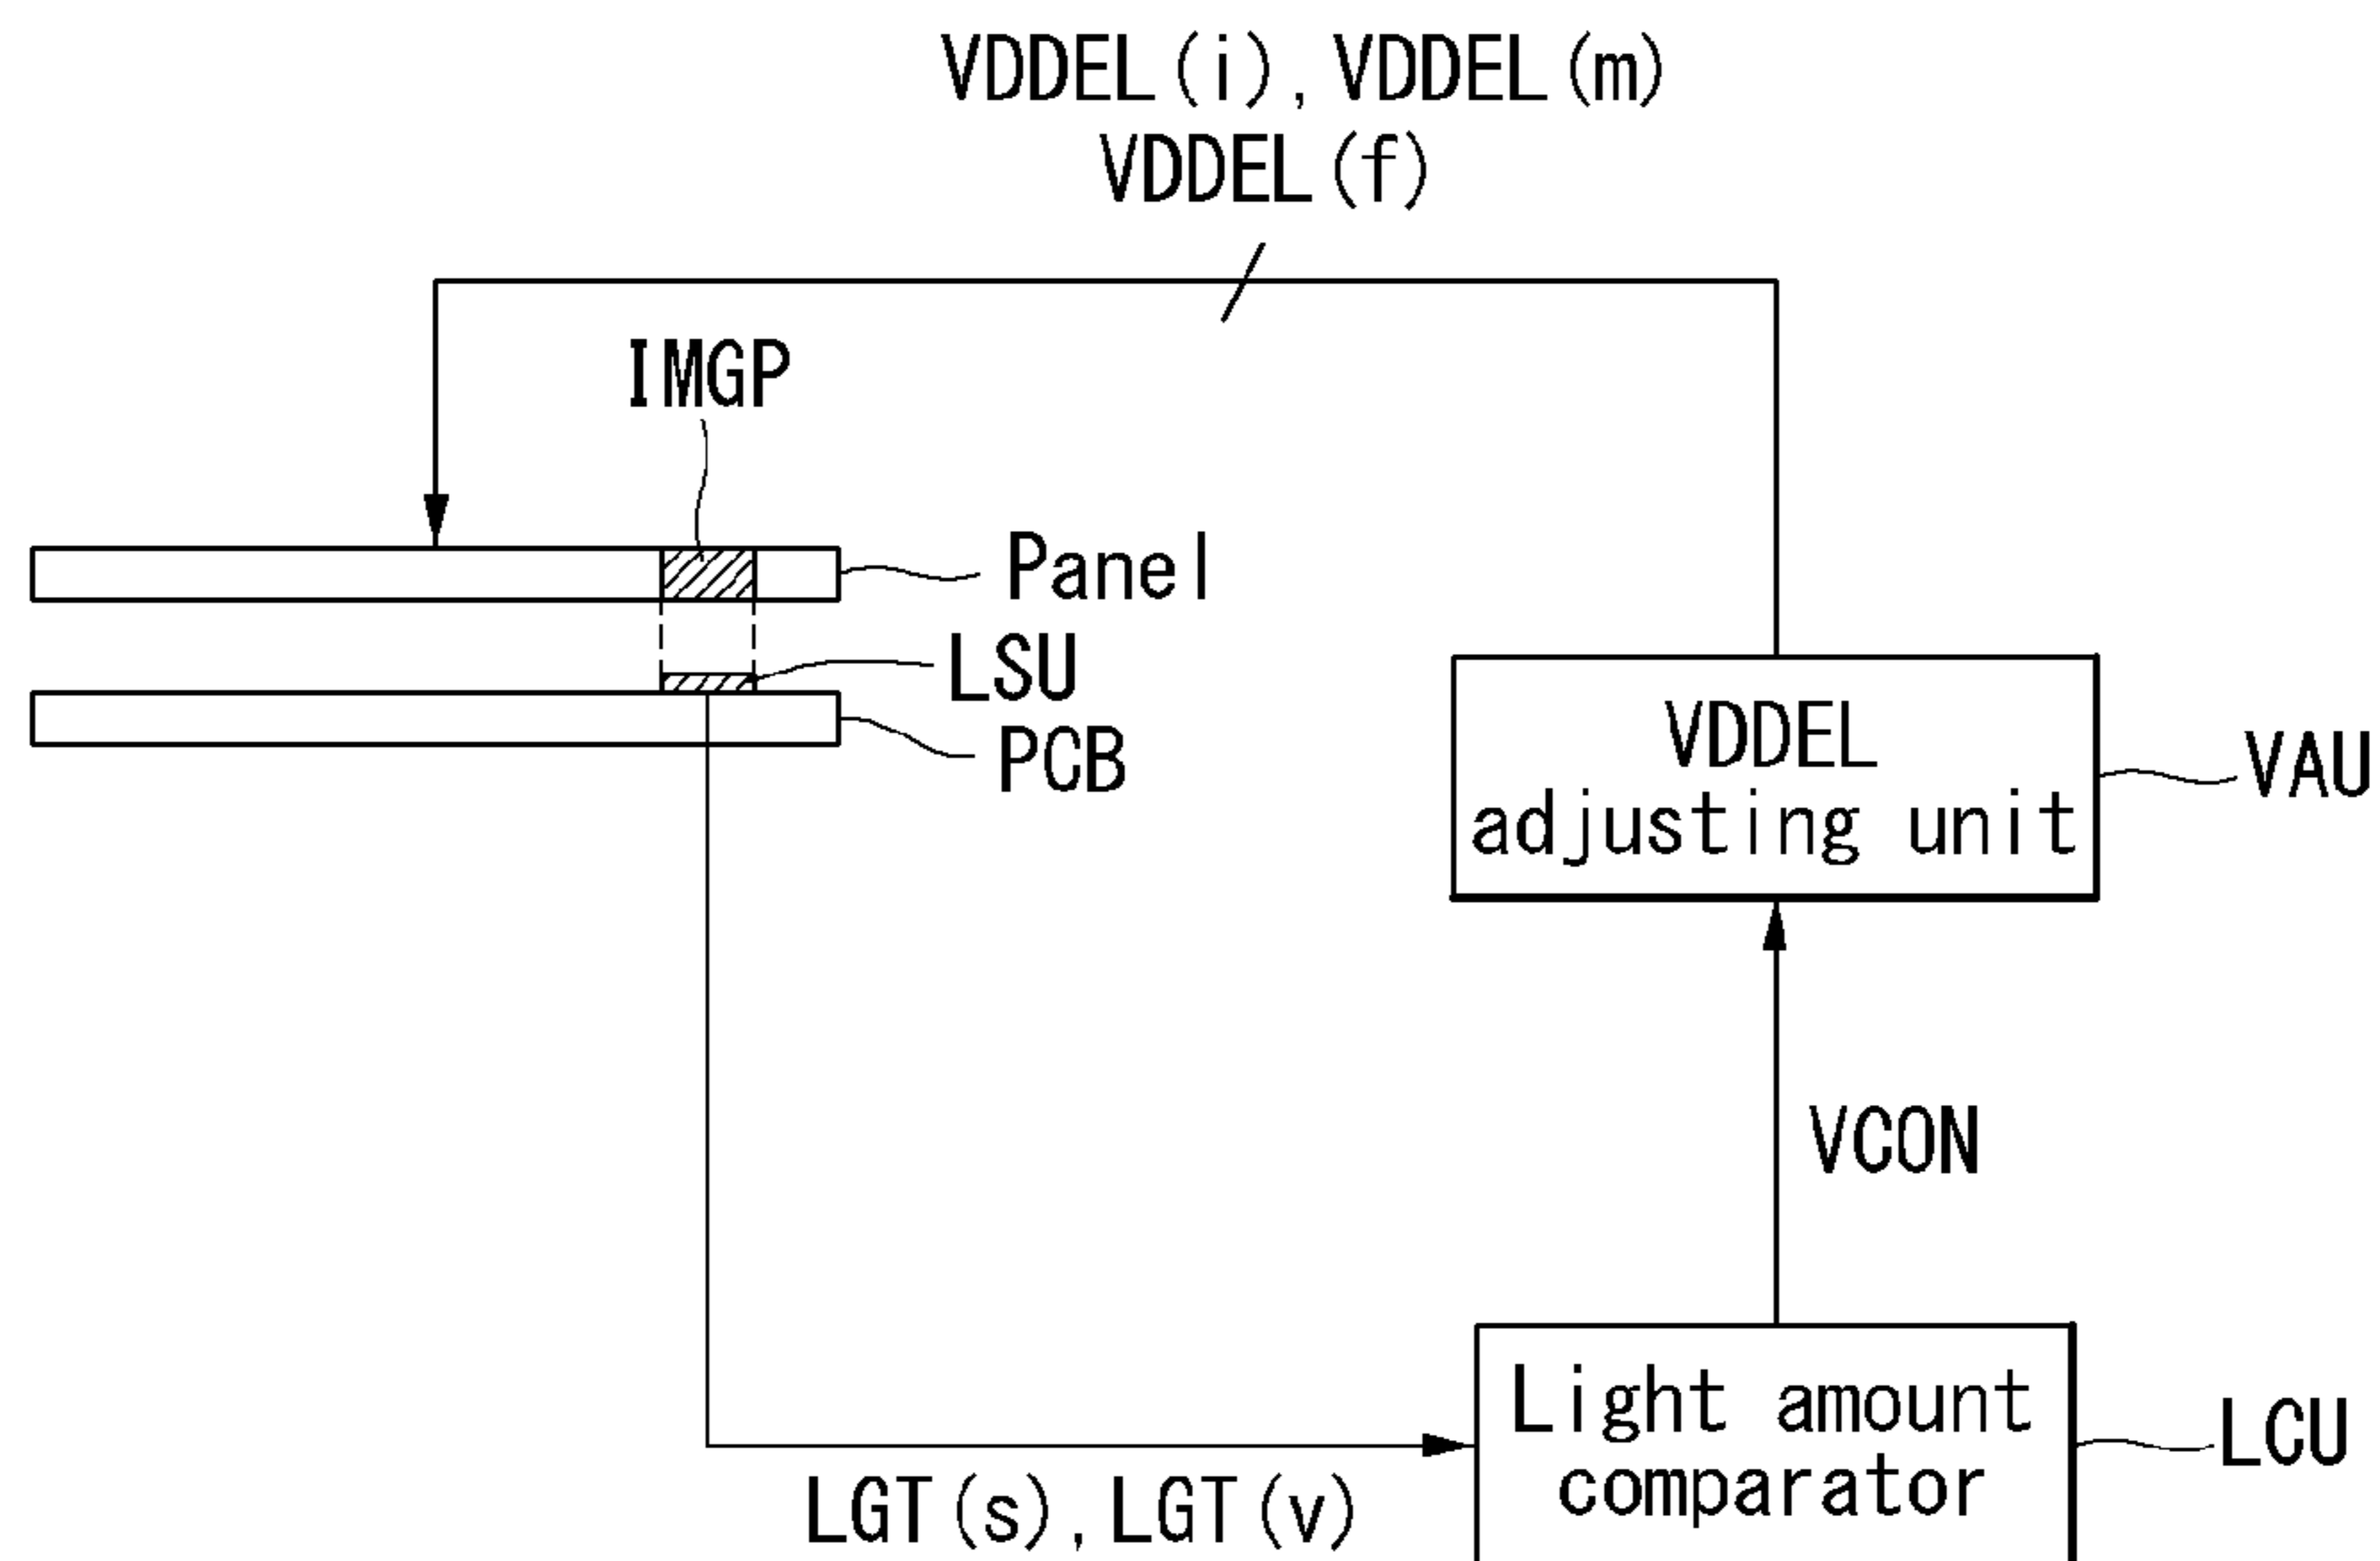 VDDEL(i), VDDEL(m)
VDDEL(f)
IMGP
Panel
LSU
PCB
VDDEL
adjusting unit
VAU
VCON
Light amount
comparator
LCU
LGT(s), LGT(v)